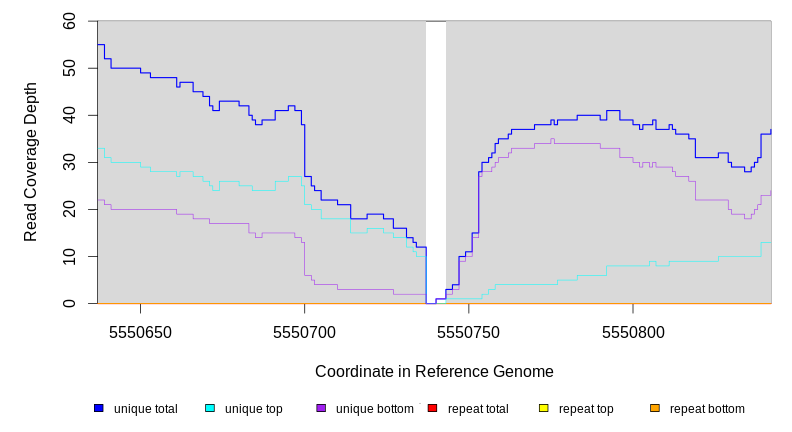 60
50
40
30
20
10
0
Read Coverage Depth
5550650 5550700 5550750 5550800
Coordinate in Reference Genome
unique total unique top unique bottom repeat total repeat top repeat bottom